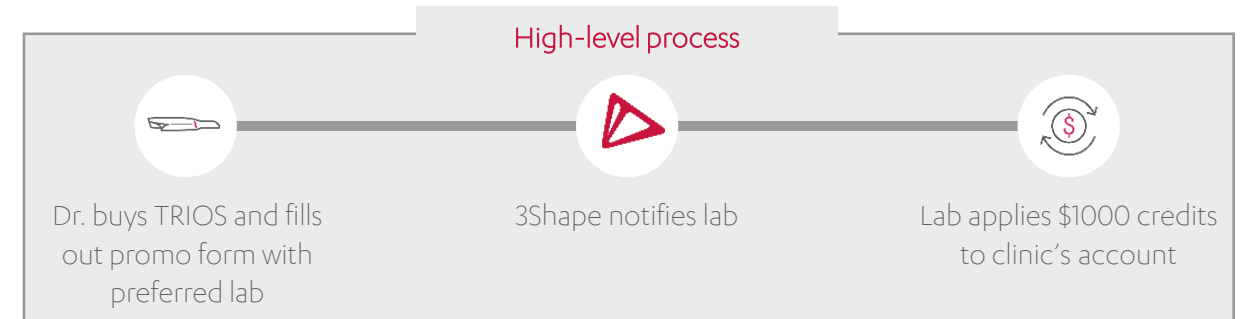 High-level process
$
Dr. buys TRIOS and fills
out promo form with
preferred lab
3Shape notifies lab
Lab applies $1000 credits
to clinic's account